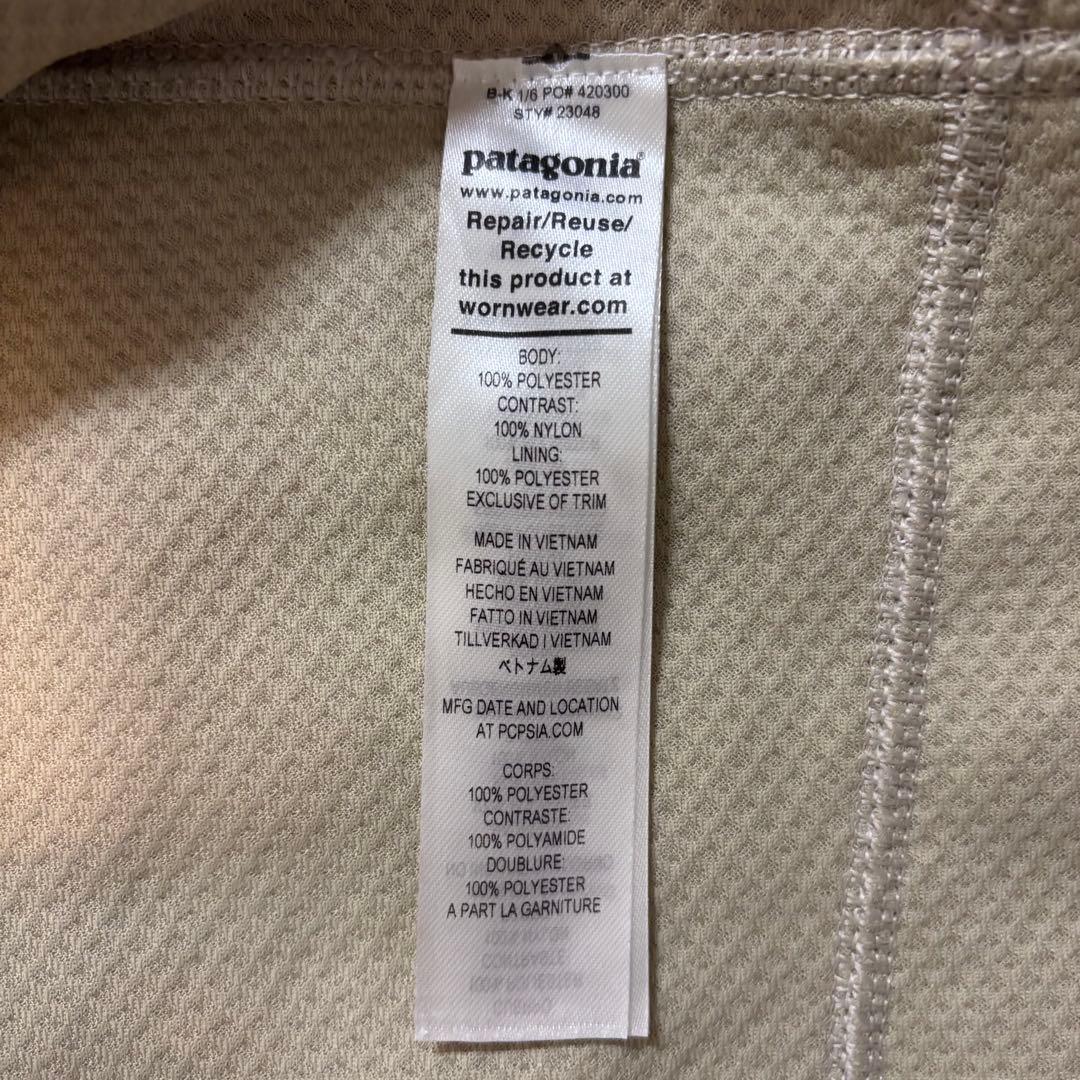 B-K 1/6 PO# 420300
STY# 23048
patagonia®
www.patagonia.com
Repair/Reuse/
Recycle
this product at
wornwear.com
BODY:
100% POLYESTER
CONTRAST:
100% NYLON
LINING:
100% POLYESTER
EXCLUSIVE OF TRIM
MADE IN VIETNAM
FABRIQUÉ AU VIETNAM
HECHO EN VIETNAM
FATTO IN VIETNAM
TILLVERKAD I VIETNAM
ベトナム製
MFG DATE AND LOCATION
AT PCPSIA.COM
CORPS:
100% POLYESTER
CONTRASTE:
100% POLYAMIDE
DOUBLURE:
100% POLYESTER
A PART LA GARNITURE